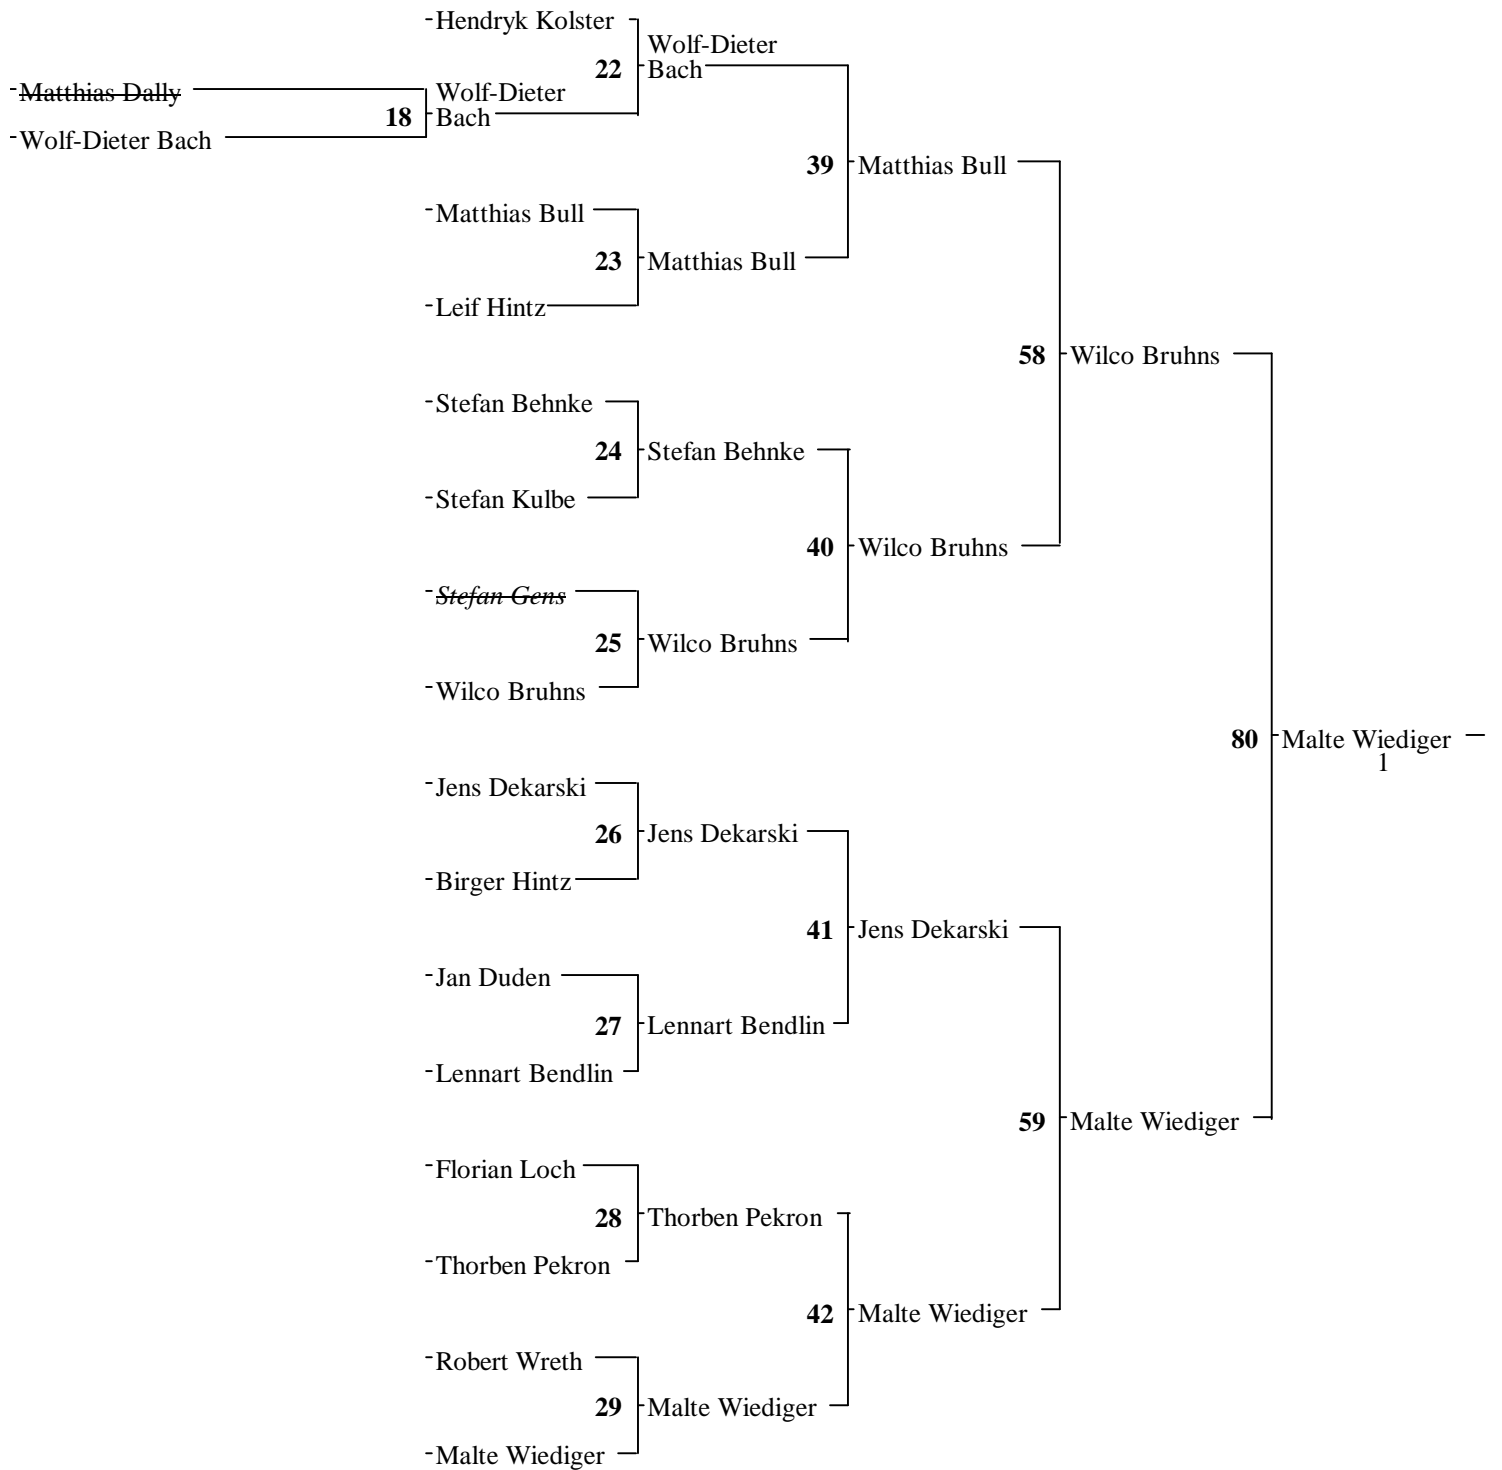 -Hendryk Kolster
Wolf-Dieter
22
Bach
-Matthias Dally
Wolf-Dieter
18
Bach
-Wolf-Dieter Bach
39
Matthias Bull
-Matthias Bull
23
Matthias Bull
-Leif Hintz
58
Wilco Bruhns
-Stefan Behnke
24
Stefan Behnke
-Stefan Kulbe
40
Wilco Bruhns
-Stefan Gens
25
Wilco Bruhns
-Wilco Bruhns
80
Malte Wiediger
1
-Jens Dekarski
26
Jens Dekarski
-Birger Hintz
41
Jens Dekarski
-Jan Duden
27
Lennart Bendlin
-Lennart Bendlin
59
Malte Wiediger
-Florian Loch
28
Thorben Pekron
-Thorben Pekron
42
Malte Wiediger
-Robert Wreth
29
Malte Wiediger
-Malte Wiediger